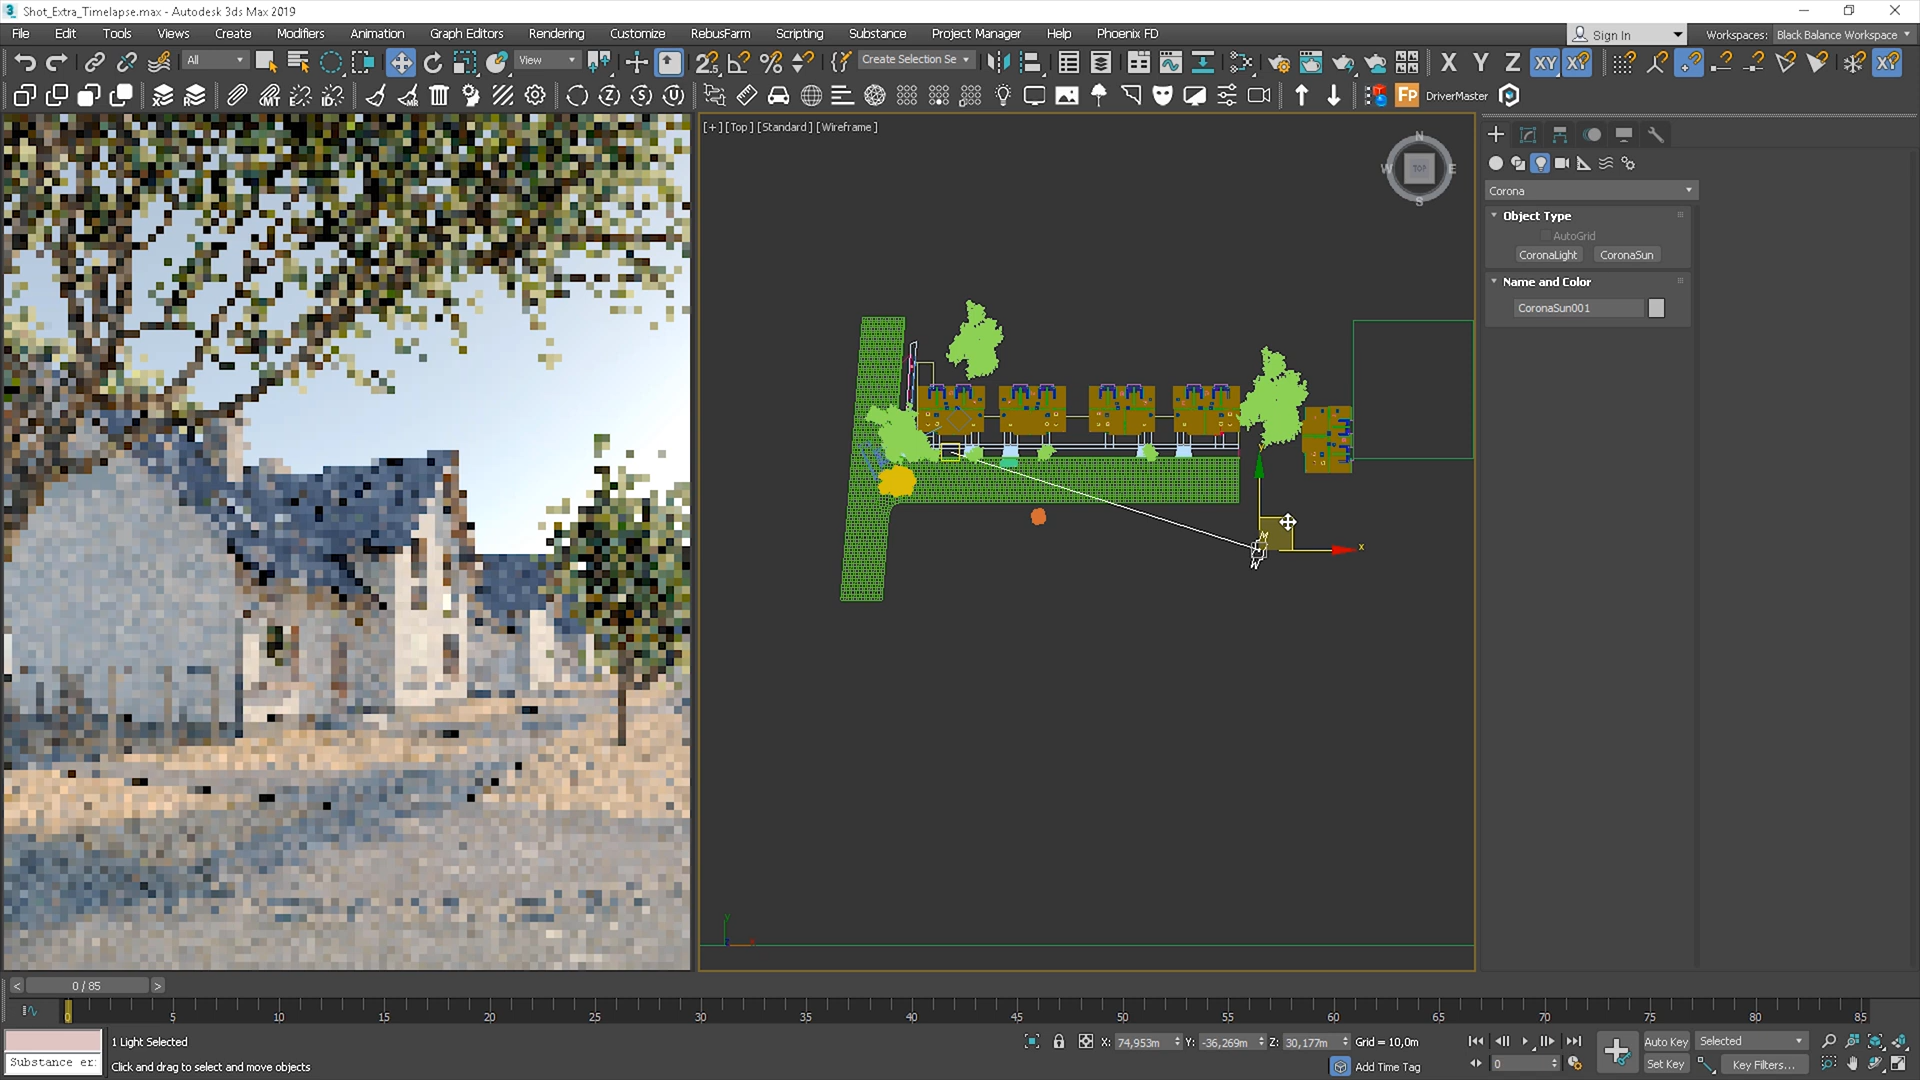 Shot_Extra_Timelapse.max - Autodesk 3ds Max 2019
File Edit Tools Views Create Modifiers Animation Graph Editors Rendering Customize RebusFarm Scripting Substance Project Manager Help Phoenix FD Sign In Workspaces: Black Balance Workspace
All View Create Selection Se X Y Z XY XY XY
DriverMaster
[+] [Top] [Standard] [Wireframe]
N
W TOP E
S
Corona
Object Type
AutoGrid
CoronaLight CoronaSun
Name and Color
CoronaSun001
x
y
< 0 / 85 >
0 5 10 15 20 25 30 35 40 45 50 55 60 65 70 75 80 85
1 Light Selected
X: 74,953m Y: -36,269m Z: 30,177m Grid = 10,0m
Auto Key Selected
Substance er:
Click and drag to select and move objects
Add Time Tag
0
Set Key Key Filters...